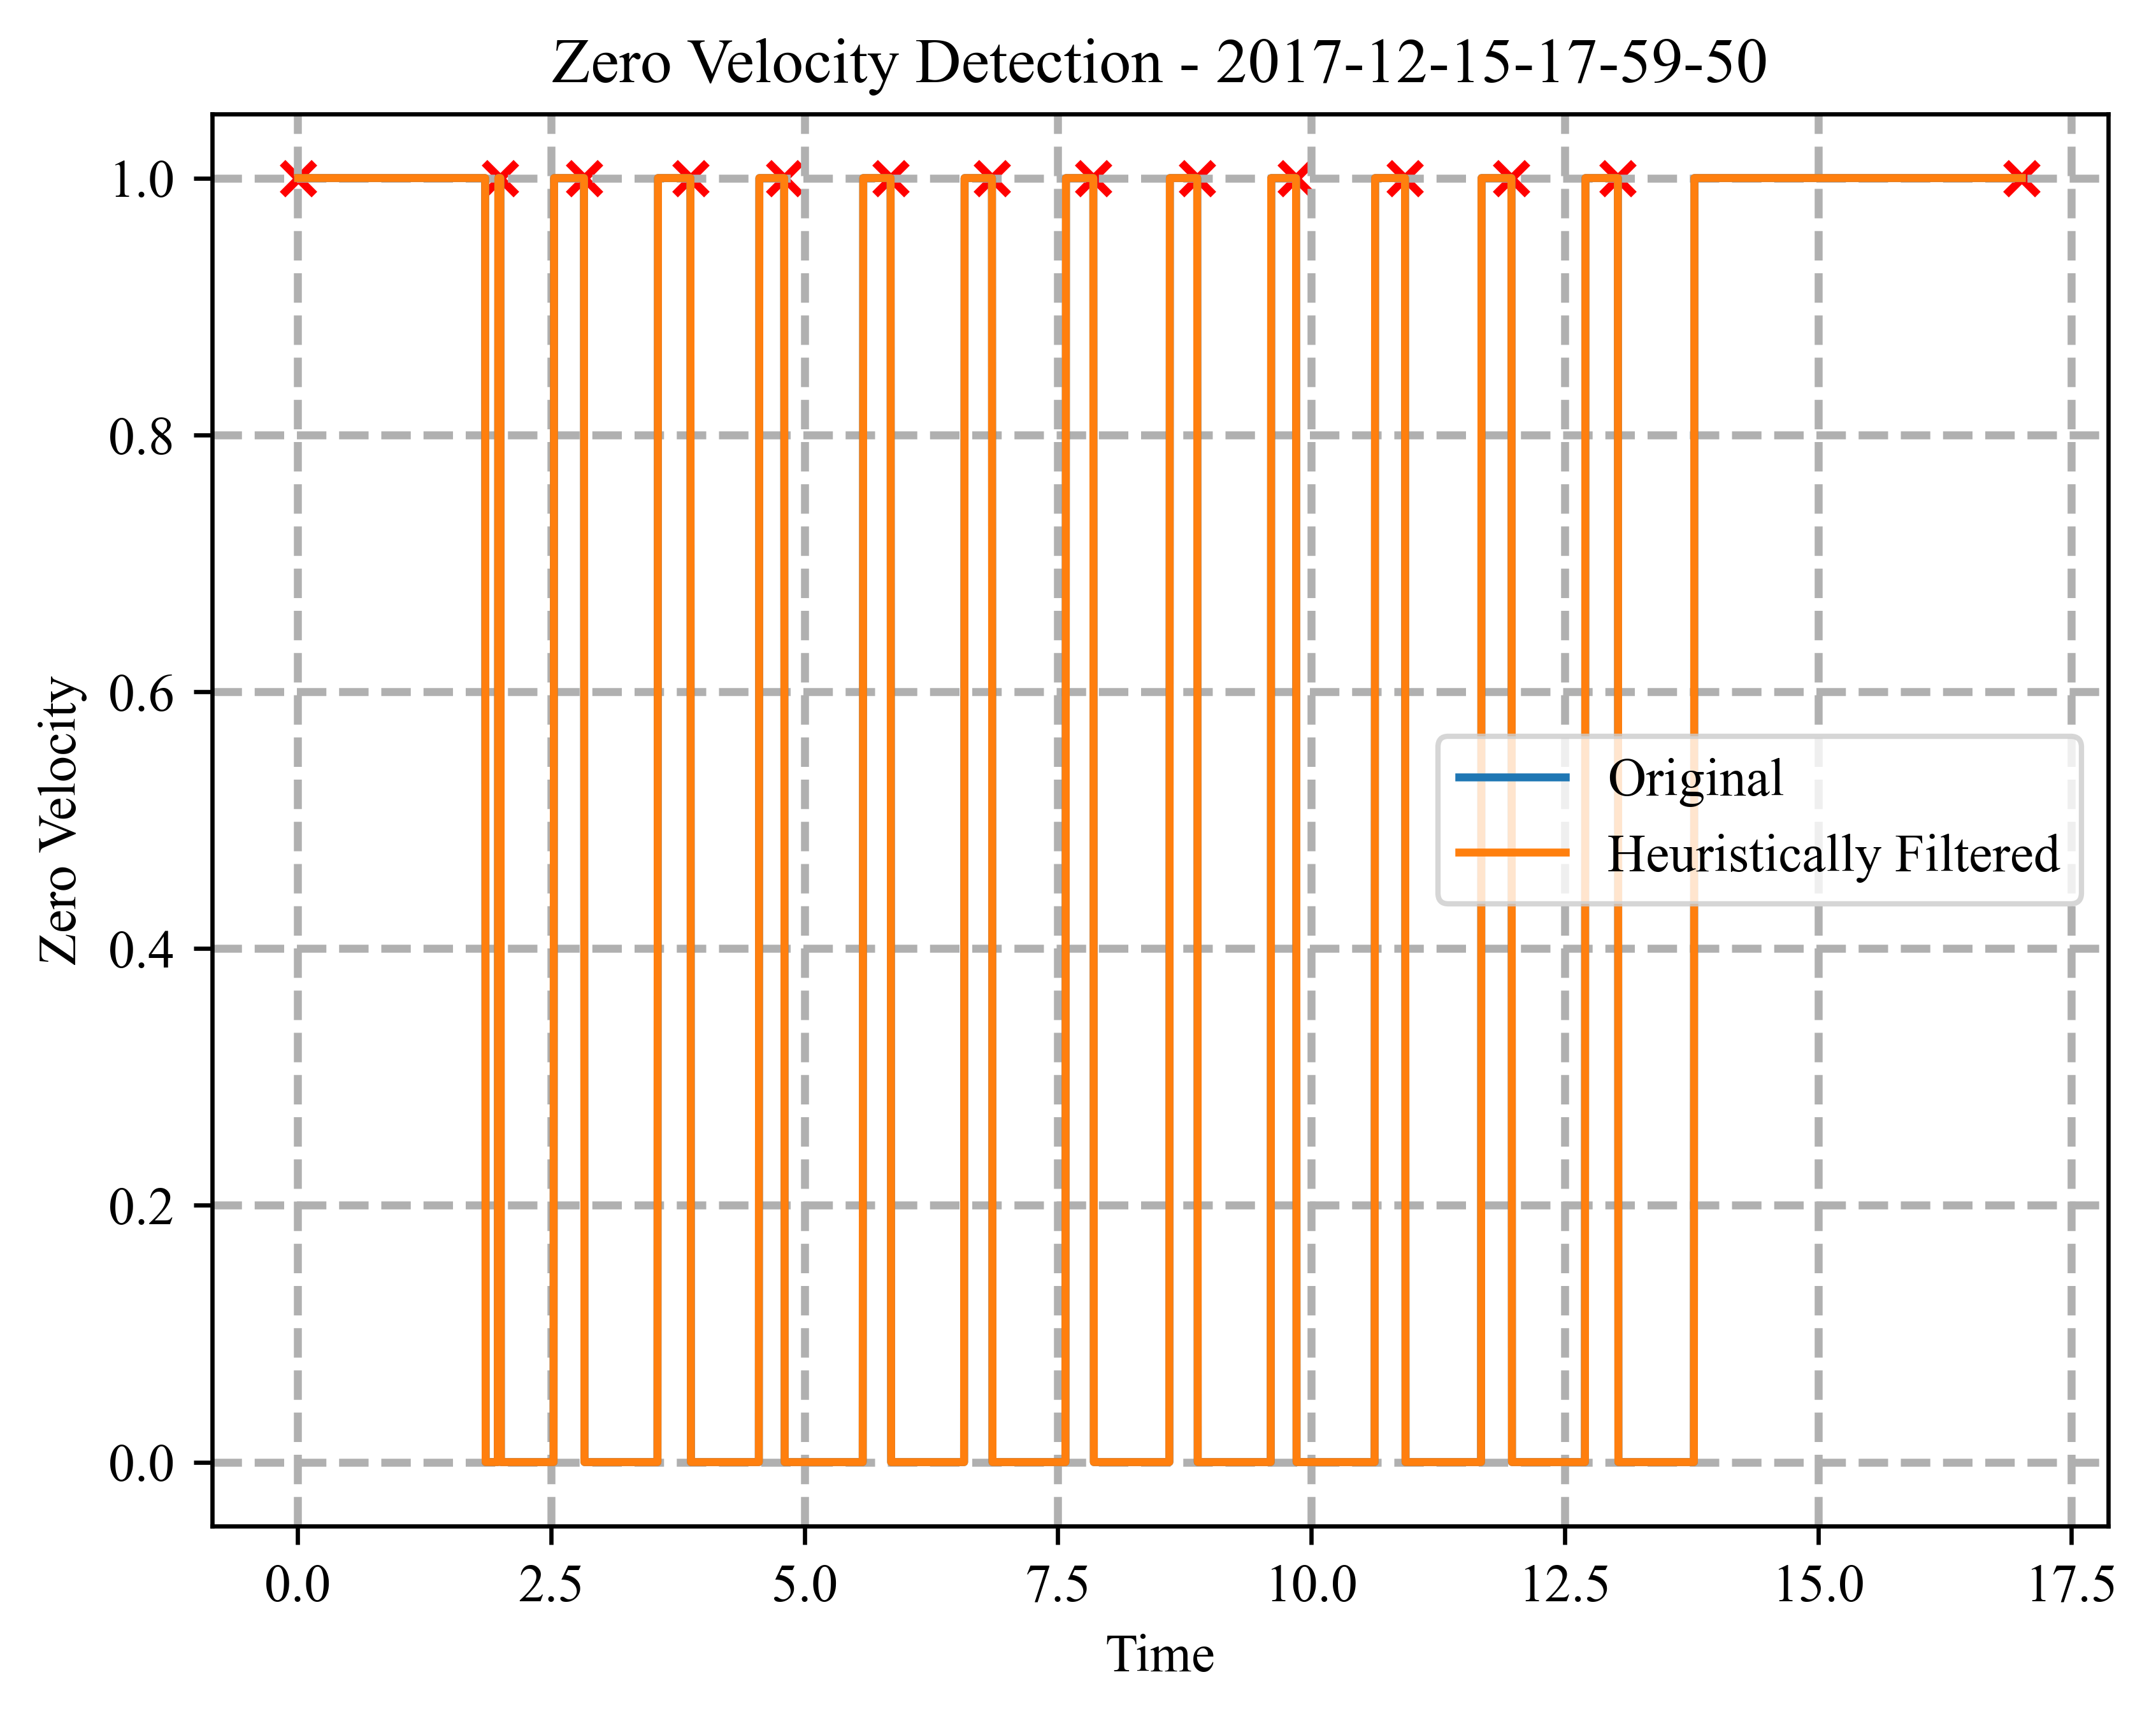 Zero Velocity Detection - 2017-12-15-17-59-50
1.0
0.8
0.6
0.4
0.2
0.0
Zero Velocity
Original
Heuristically Filtered
0.0 2.5 5.0 7.5 10.0 12.5 15.0 17.5
Time